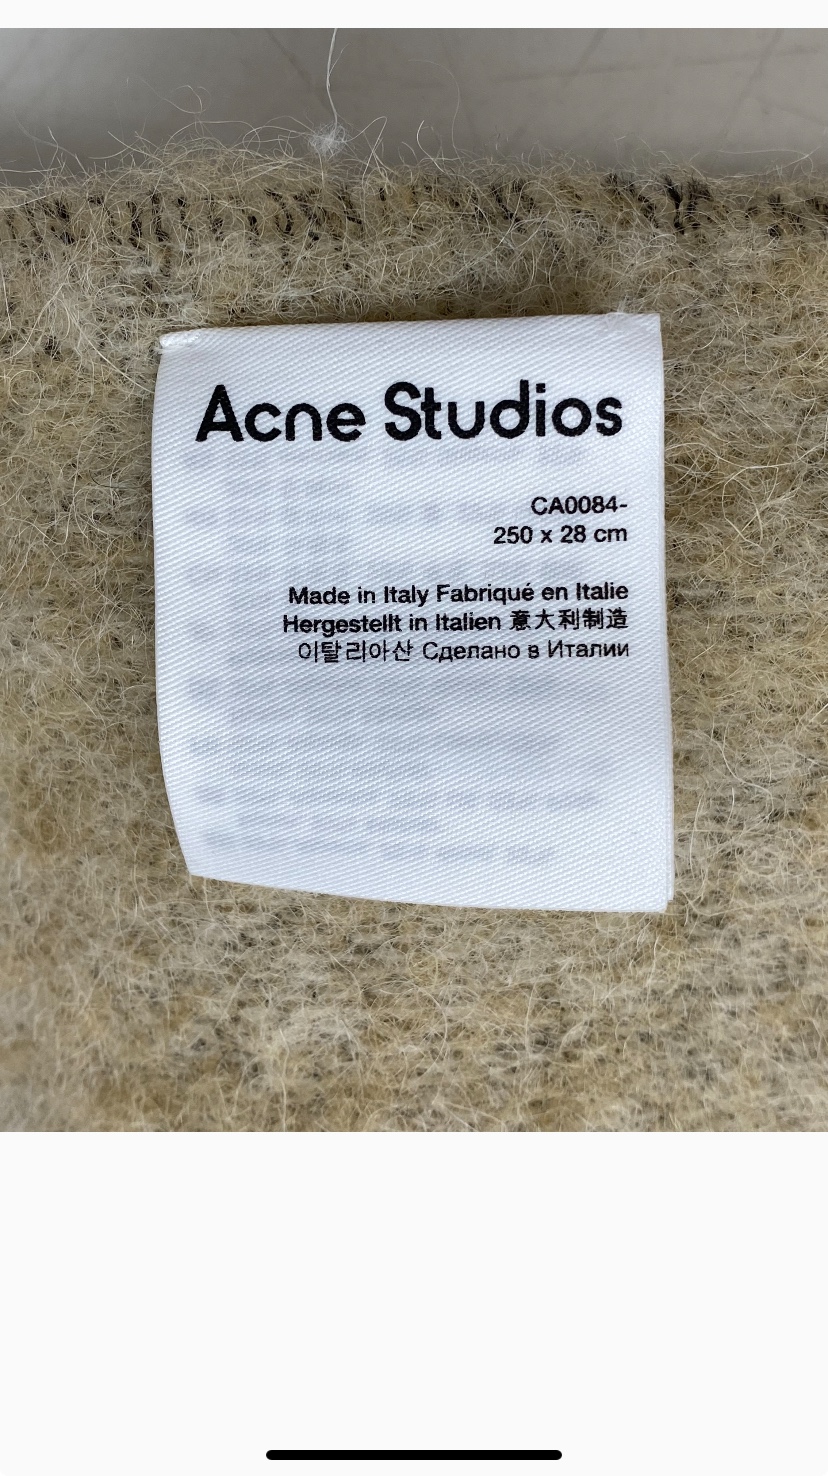 Acne Studios
CA0084-
250 x 28 cm
Made in Italy Fabriqué en Italie
Hergestellt in Italien 意大利制造
이탈리아산 Сделано в Италии